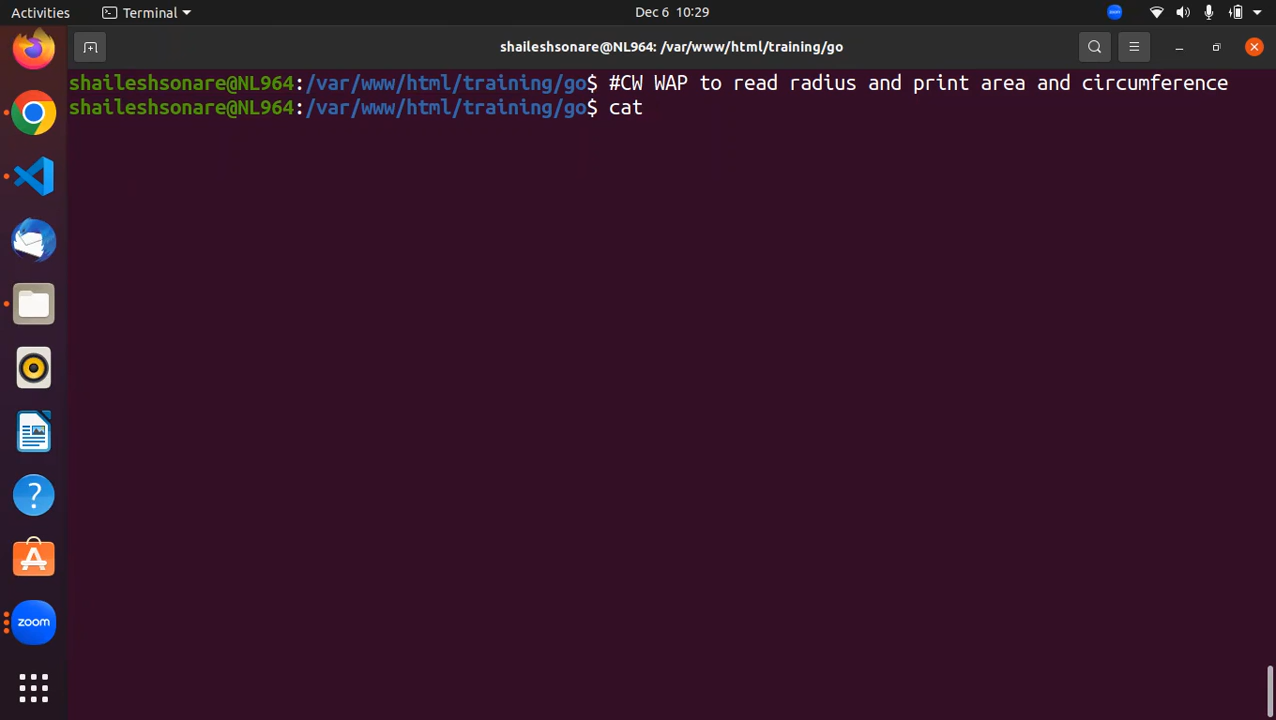 Activities Terminal Dec 6 10:29 zoom
shaileshsonare@NL964: /var/www/html/training/go
shaileshsonare@NL964:/var/www/html/training/go$ #CW WAP to read radius and print area and circumference
shaileshsonare@NL964:/var/www/html/training/go$ cat
?
zoom